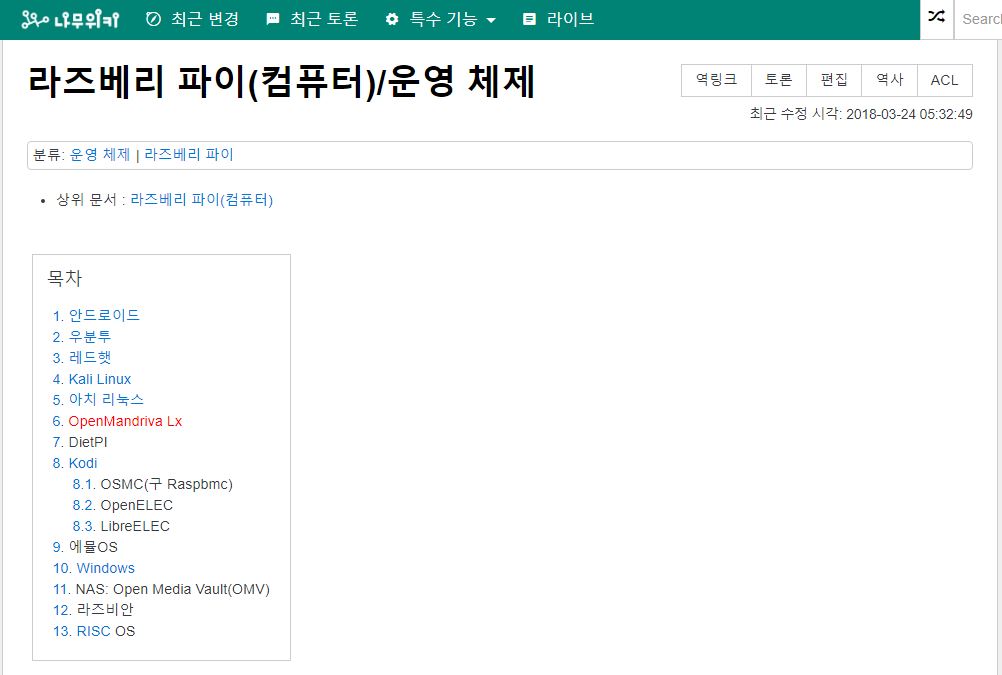 나무위키 최근 변경 최근 토론 특수 기능 라이브 Searc
라즈베리 파이(컴퓨터)/운영 체제
역링크 토론 편집 역사 ACL
최근 수정 시각: 2018-03-24 05:32:49
분류: 운영 체제 | 라즈베리 파이
상위 문서 : 라즈베리 파이(컴퓨터)
목차
1. 안드로이드
2. 우분투
3. 레드햇
4. Kali Linux
5. 아치 리눅스
6. OpenMandriva Lx
7. DietPI
8. Kodi
8.1. OSMC(구 Raspbmc)
8.2. OpenELEC
8.3. LibreELEC
9. 에뮬OS
10. Windows
11. NAS: Open Media Vault(OMV)
12. 라즈비안
13. RISC OS